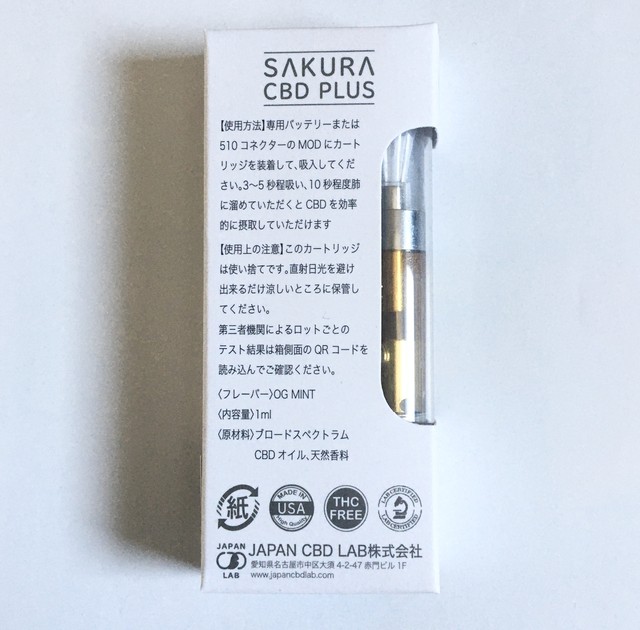 SAKURA
CBD PLUS
【使用方法】専用バッテリーまたは
510 コネクターの MOD にカート
リッジを装着して、吸入してくだ
さい。3〜5 秒程吸い、10 秒程度肺
に溜めていただくと CBD を効率
的に摂取していただけます
【使用上の注意】このカートリッジ
は使い捨てです。直射日光を避け
出来るだけ涼しいところに保管し
てください。
第三者機関によるロットごとの
テスト結果は箱側面の QR コードを
読み込んでご確認ください。
〈フレーバー〉OG MINT
〈内容量〉1ml
〈原材料〉ブロードスペクトラム
CBD オイル、天然香料
紙
MADE IN
USA
High Quality
THC
FREE
LAB CERTIFIED
LAB CERTIFIED
JAPAN
LAB
JAPAN CBD LAB株式会社
愛知県名古屋市中区大須 4-2-47 赤門ビル 1F
www.japancbdlab.com